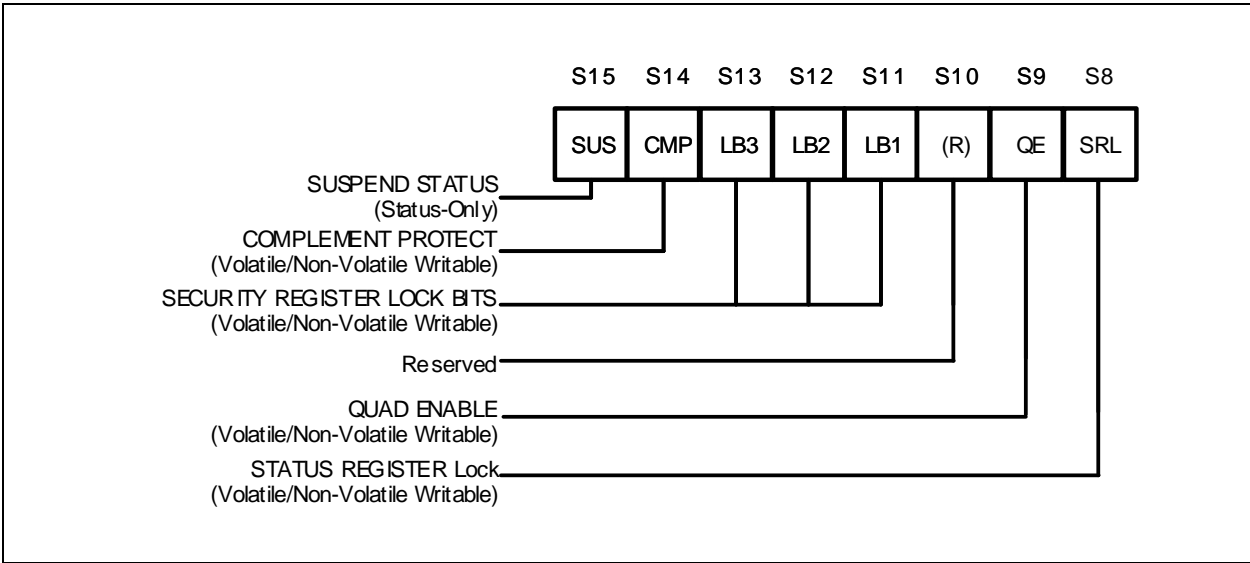 S15 S14 S13 S12 S11 S10 S9 S8
SUS CMP LB3 LB2 LB1 (R) QE SRL
SUSPEND STATUS
(Status-Only)
COMPLEMENT PROTECT
(Volatile/Non-Volatile Writable)
SECURITY REGISTER LOCK BITS
(Volatile/Non-Volatile Writable)
Reserved
QUAD ENABLE
(Volatile/Non-Volatile Writable)
STATUS REGISTER Lock
(Volatile/Non-Volatile Writable)